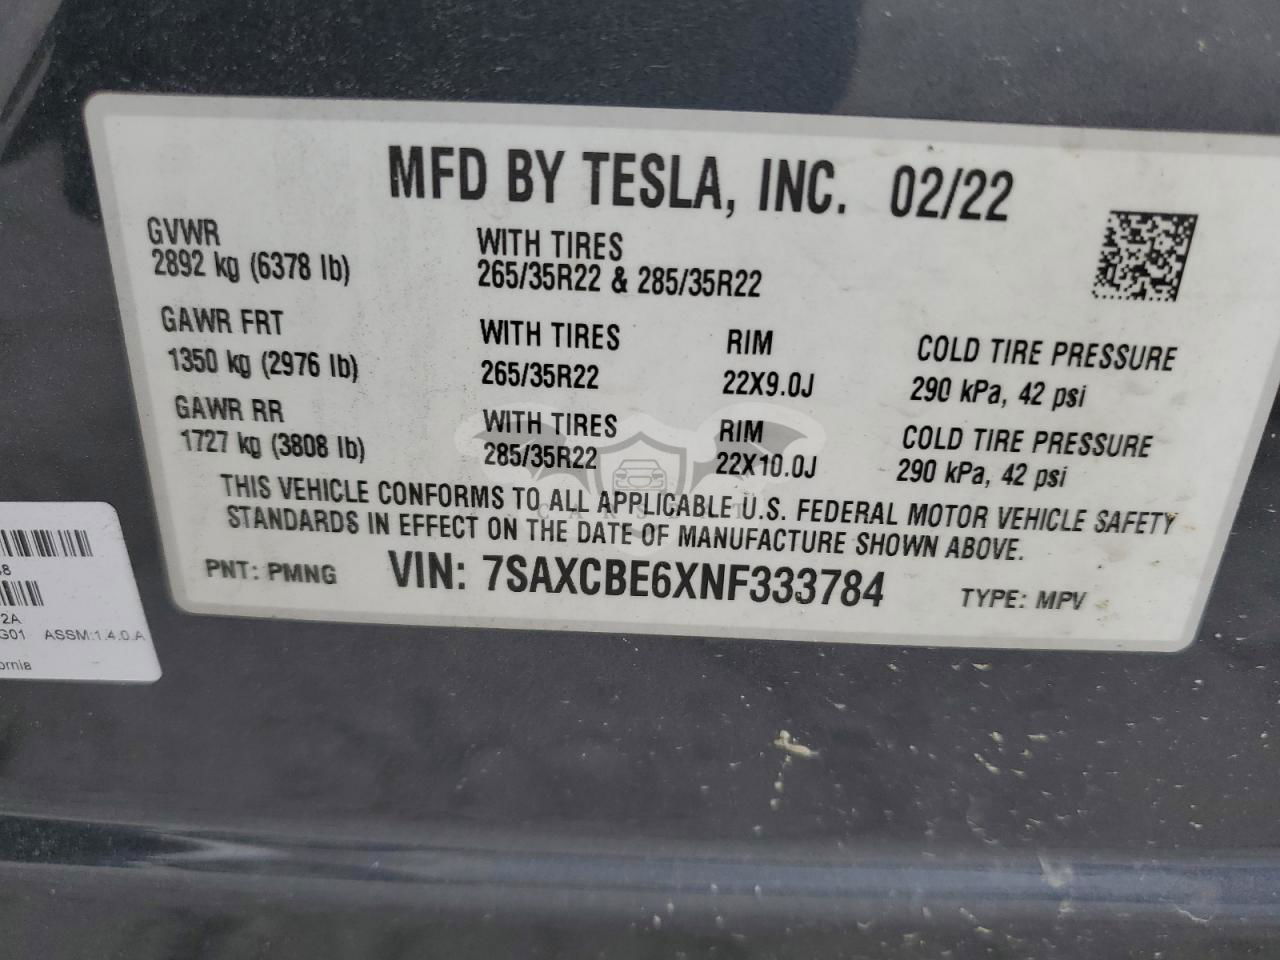 MFD BY TESLA, INC. 02/22
GVWR
2892 kg (6378 lb)
WITH TIRES
265/35R22 & 285/35R22
GAWR FRT
1350 kg (2976 lb)
WITH TIRES
265/35R22
RIM
22X9.0J
COLD TIRE PRESSURE
290 kPa, 42 psi
GAWR RR
1727 kg (3808 lb)
WITH TIRES
285/35R22
RIM
22X10.0J
COLD TIRE PRESSURE
290 kPa, 42 psi
THIS VEHICLE CONFORMS TO ALL APPLICABLE U.S. FEDERAL MOTOR VEHICLE SAFETY
STANDARDS IN EFFECT ON THE DATE OF MANUFACTURE SHOWN ABOVE.
PNT: PMNG VIN: 7SAXCBE6XNF333784 TYPE: MPV
2A
G01 ASSM:1.4.0.A
ornia